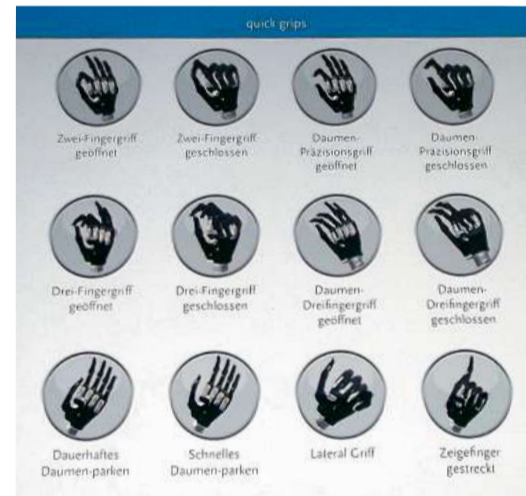 quick grips
Zwei-Fingergriff geöffnet
Zwei-Fingergriff geschlossen
Daumen-Präzisionsgriff geöffnet
Daumen-Präzisionsgriff geschlossen
Drei-Fingergriff geöffnet
Drei-Fingergriff geschlossen
Daumen-Dreifingergriff geöffnet
Daumen-Dreifingergriff geschlossen
Dauerhaftes Daumen-parken
Schnelles Daumen-parken
Lateral Griff
Zeigefinger gestreckt